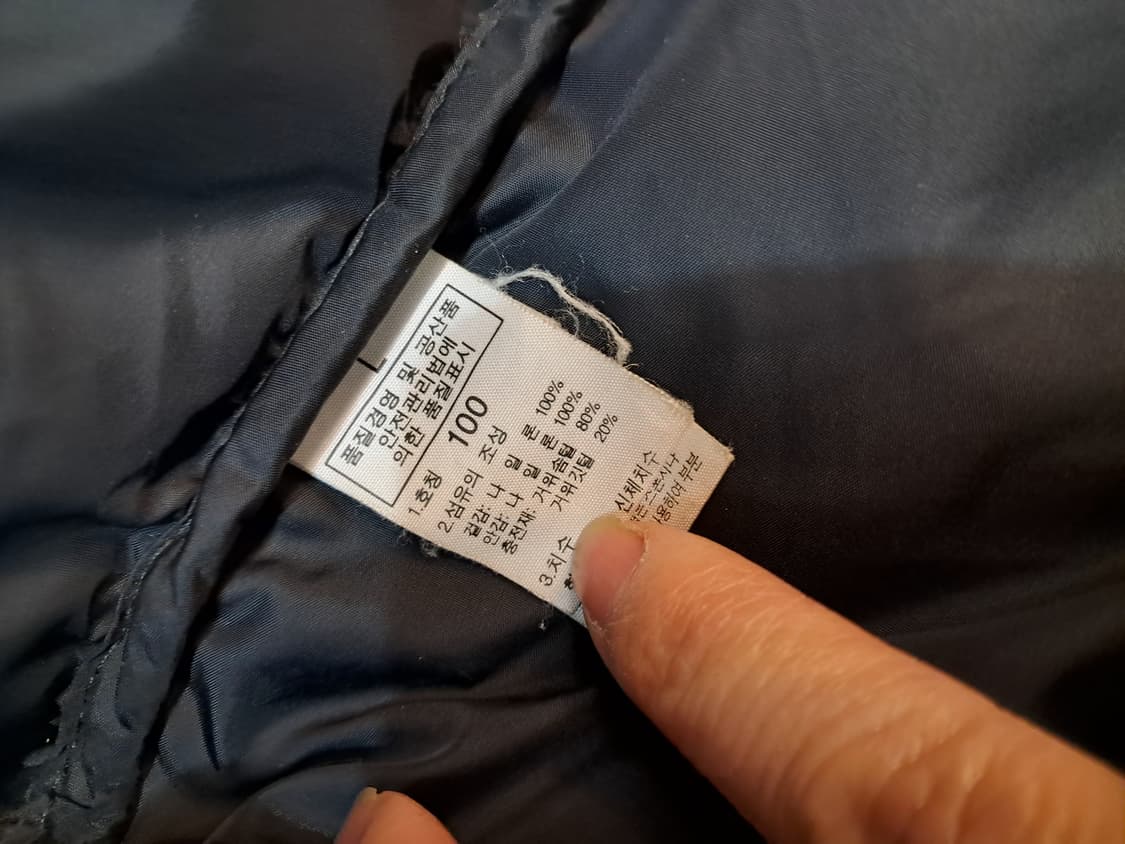 L
품질경영 및 공산품
안전관리법에
의한 품질표시
1.호칭 100
2.섬유의 조성
겉감: 나 일 론 100%
안감: 나 일 론 100%
충전재: 거위솜털 80%
거위깃털 20%
3.치수
신체치수